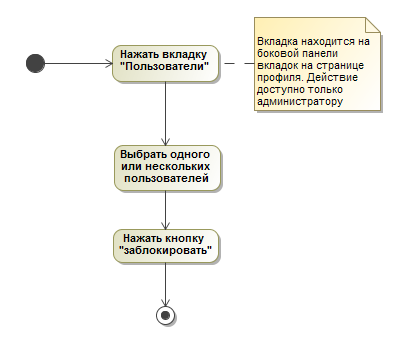 Нажать вкладку
"Пользователи"
Вкладка находится на
боковой панели
вкладок на странице
профиля. Действие
доступно только
администратору
Выбрать одного
или нескольких
пользователей
Нажать кнопку
"заблокировать"